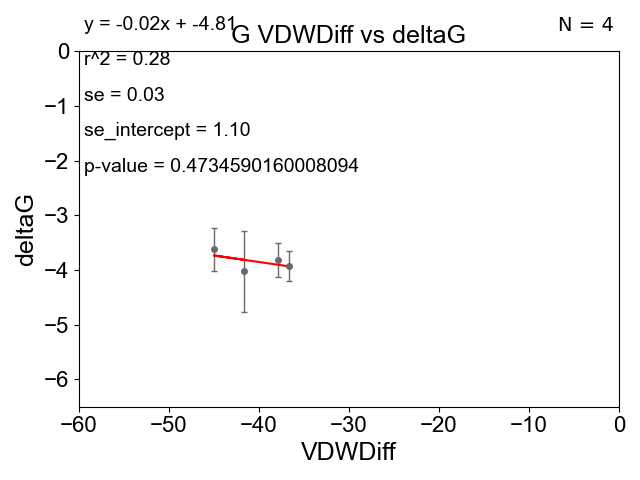 y = -0.02x + -4.81
G VDWDiff vs deltaG
N = 4
r^2 = 0.28
se = 0.03
se_intercept = 1.10
p-value = 0.4734590160008094
0
−1
−2
−3
−4
−5
−6
deltaG
−60 −50 −40 −30 −20 −10 0
VDWDiff